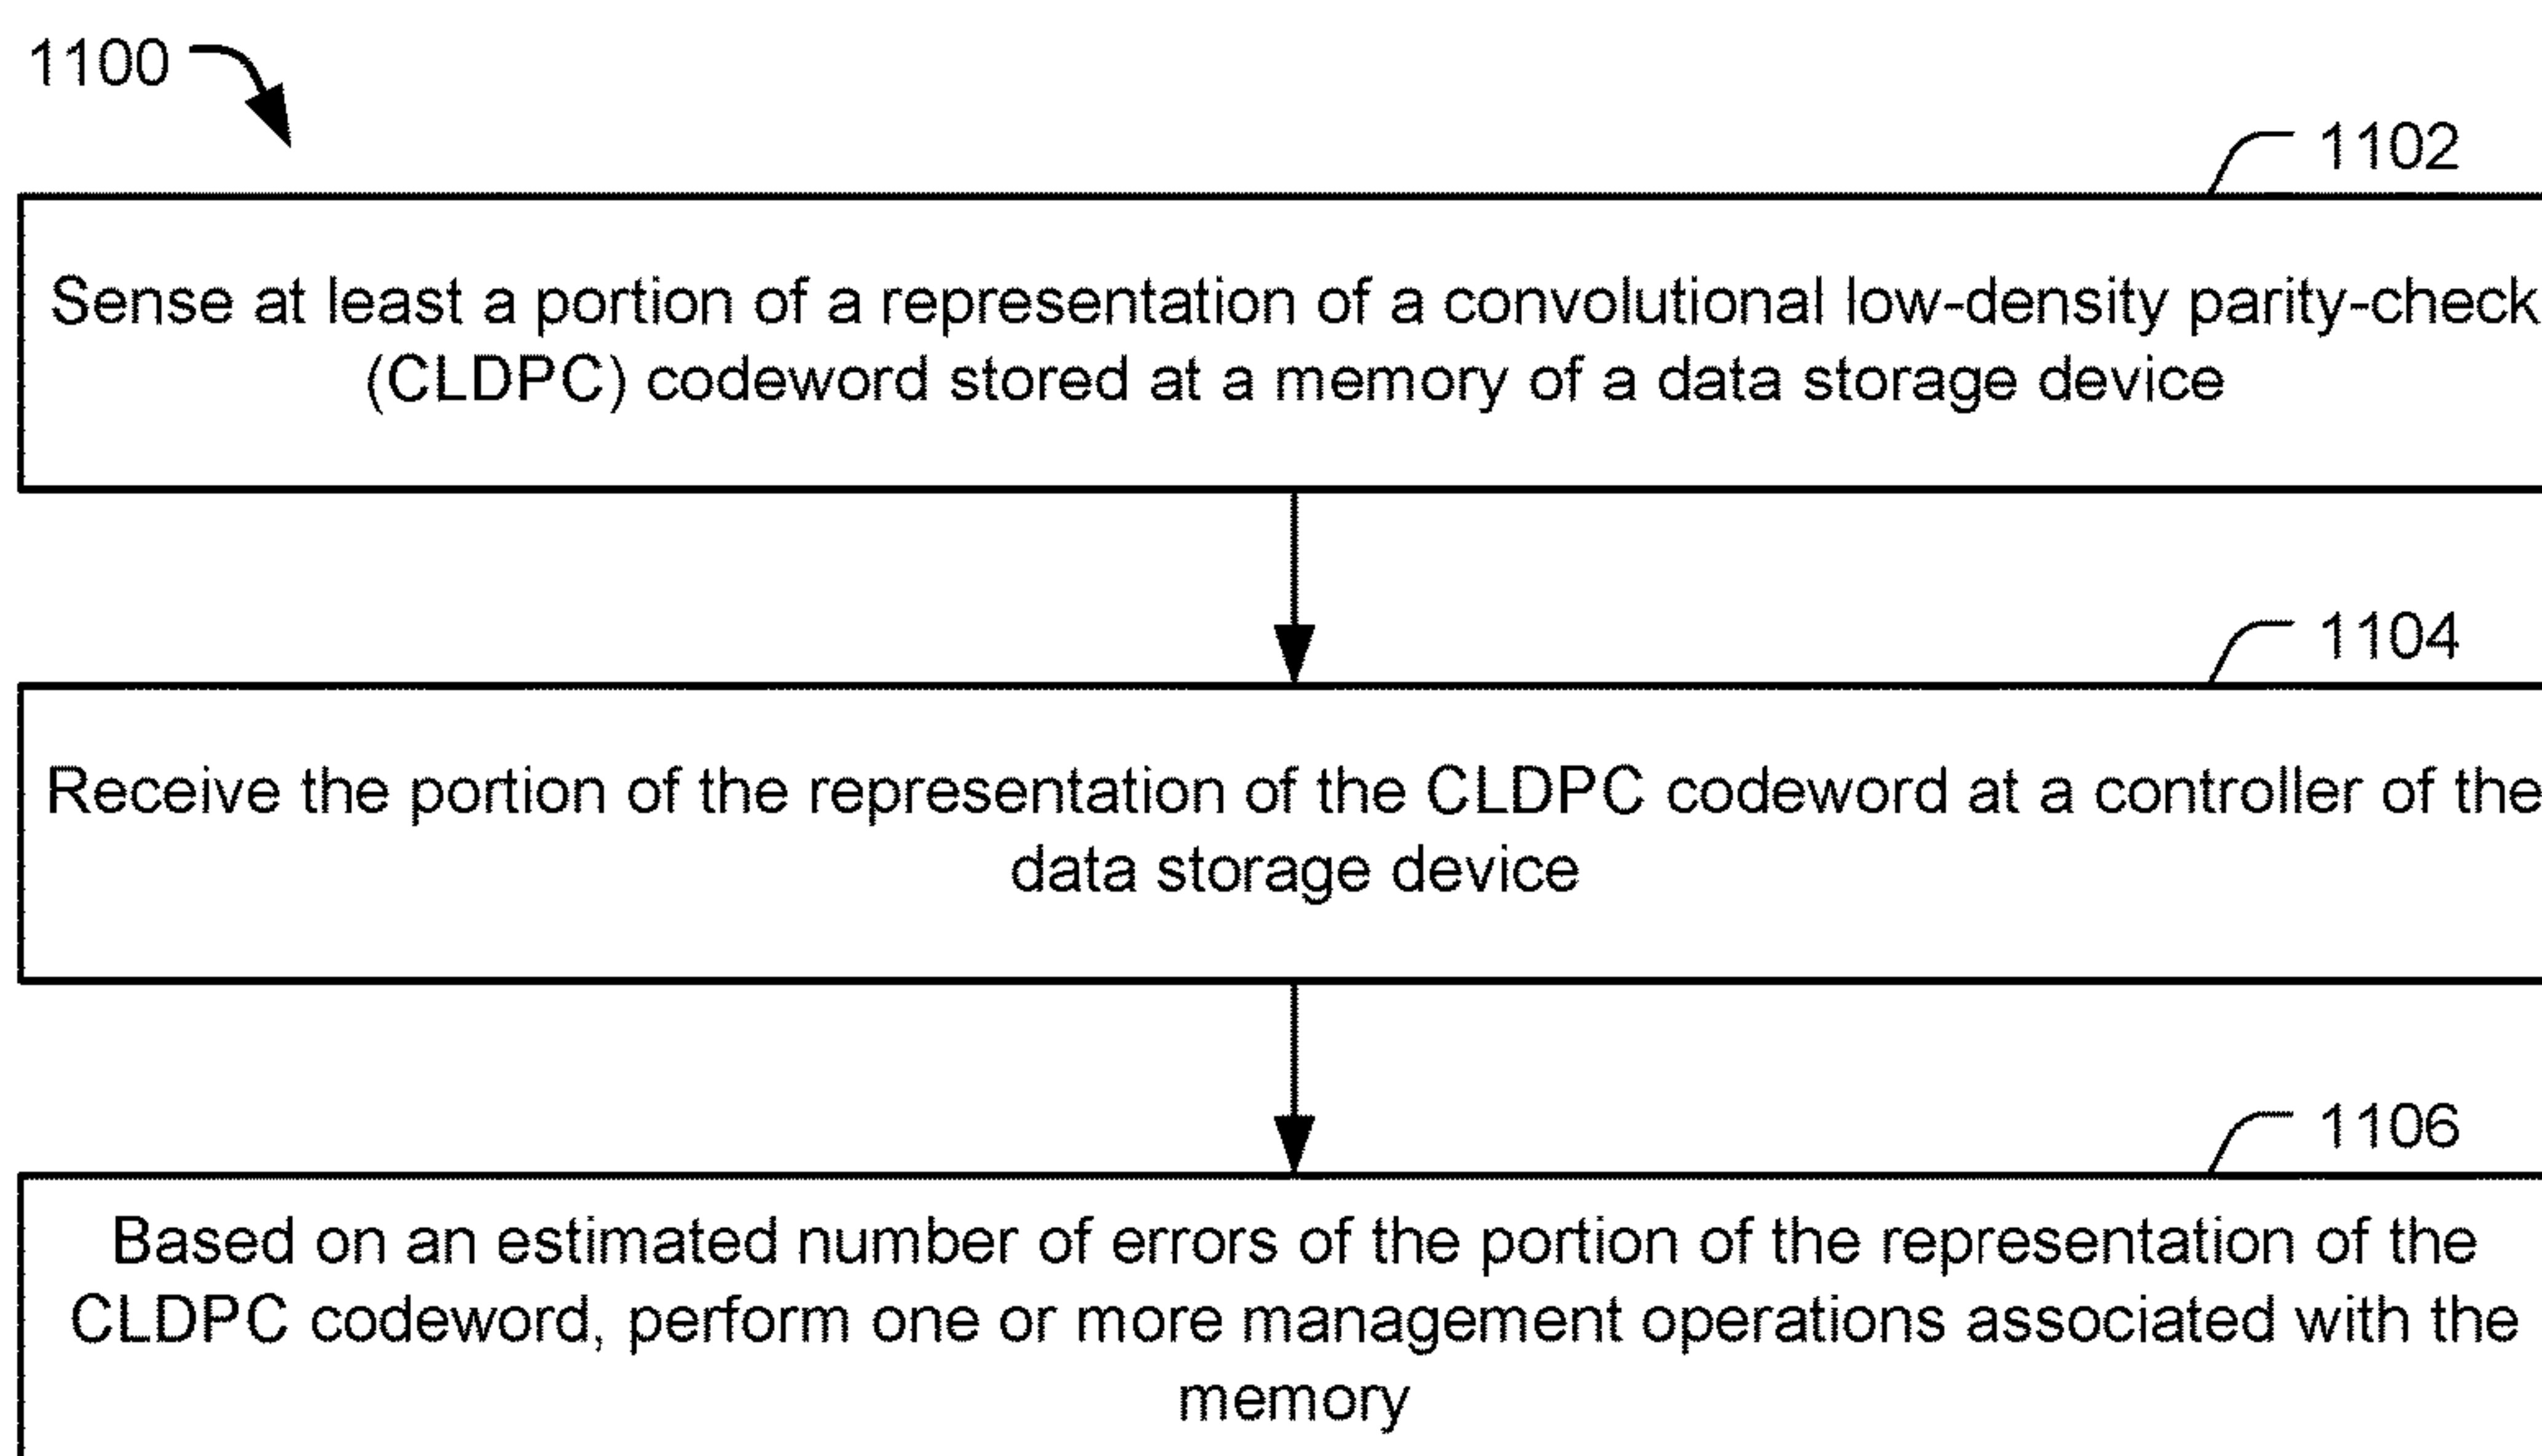 1100
1102
Sense at least a portion of a representation of a convolutional low-density parity-check
(CLDPC) codeword stored at a memory of a data storage device
1104
Receive the portion of the representation of the CLDPC codeword at a controller of the
data storage device
1106
Based on an estimated number of errors of the portion of the representation of the
CLDPC codeword, perform one or more management operations associated with the
memory